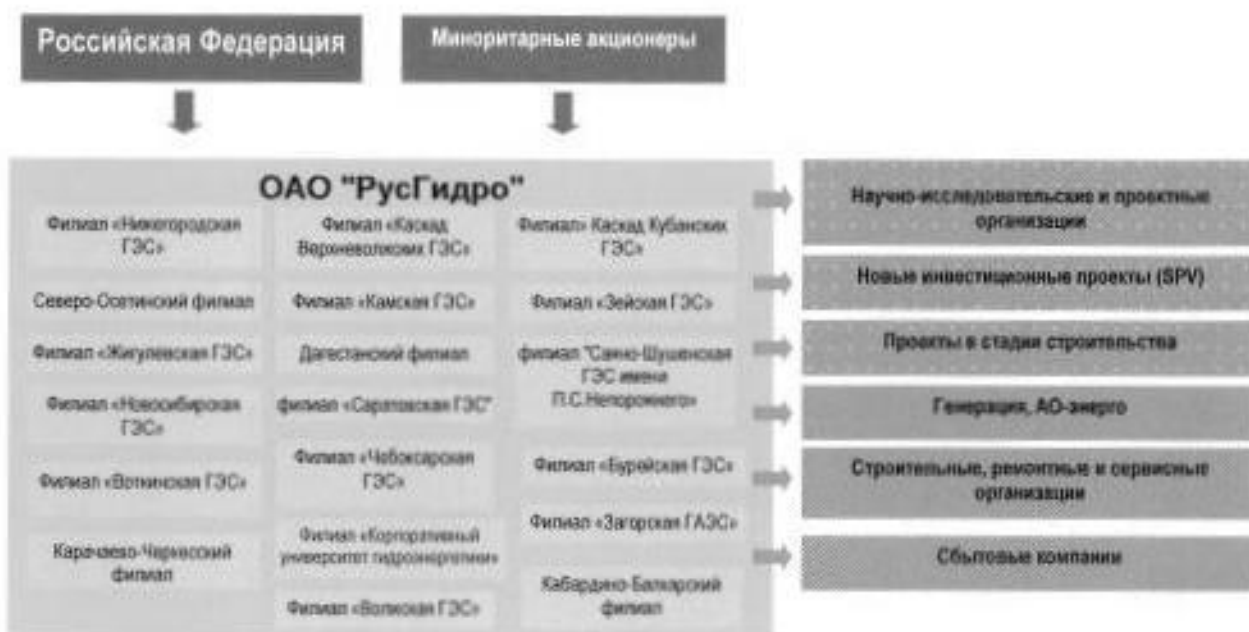 Российская Федерация
Миноритарные акционеры
ОАО "РусГидро"
Филиал «Нижегородская
ГЭС»
Северо-Осетинский филиал
Филиал «Жигулевская ГЭС»
Филиал «Новосибирская
ГЭС»
Филиал «Воткинская ГЭС»
Карачаево-Черкесский
филиал
Филиал «Каскад
Верхневолжских ГЭС»
Филиал «Камская ГЭС»
Дагестанский филиал
филиал «Саратовская ГЭС"
Филиал «Чебоксарская
ГЭС»
Филиал «Корпоративный
университет гидроэнергетики»
Филиал «Волжская ГЭС»
Филиал» Каскад Кубанских
ГЭС»
Филиал «Зейская ГЭС»
филиал "Саяно-Шушенская
ГЭС имени
П.С.Непорожнего»
Филиал «Бурейская ГЭС»
Филиал «Загорская ГАЭС»
Кабардино-Балкарский
филиал
Научно-исследовательские и проектные
организации
Новые инвестиционные проекты (SPV)
Проекты в стадии строительства
Генерация, АО-энерго
Строительные, ремонтные и сервисные
организации
Сбытовые компании